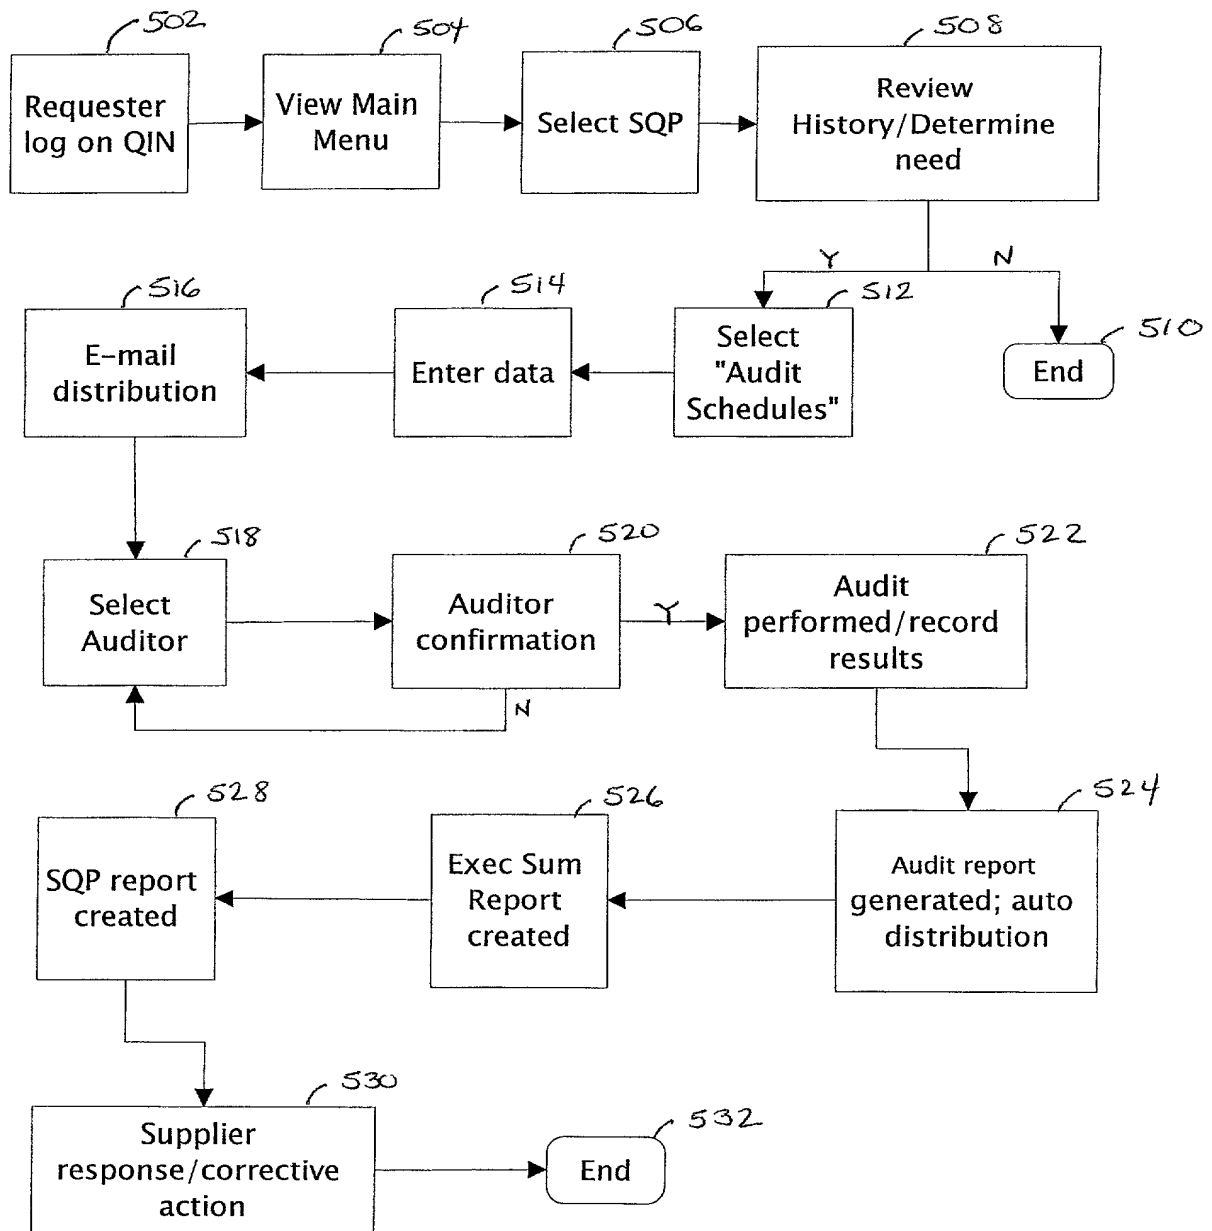 502
504
506
508
Requester
log on QIN
View Main
Menu
Select SQP
Review
History/Determine
need
Y
N
516
514
512
510
E-mail
distribution
Enter data
Select
"Audit
Schedules"
End
518
520
522
Select
Auditor
Auditor
confirmation
Y
Audit
performed/record
results
N
528
526
524
SQP report
created
Exec Sum
Report
created
Audit report
generated; auto
distribution
530
532
Supplier
response/corrective
action
End